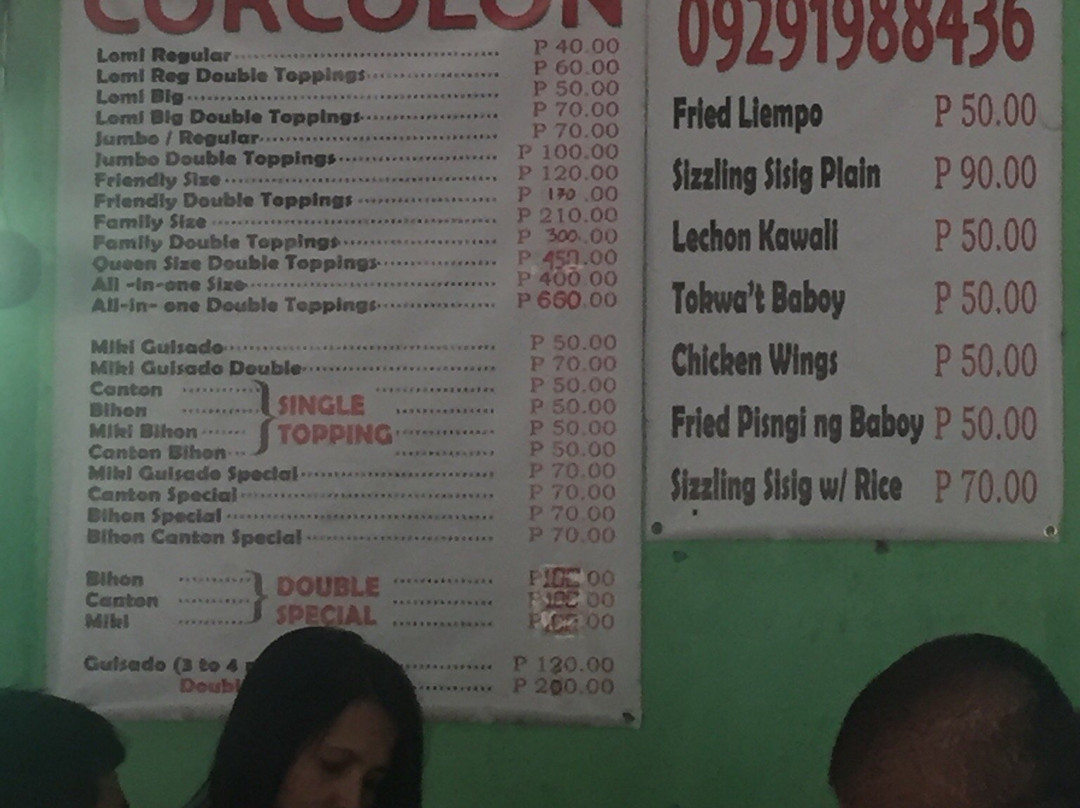 CORCOLON
Lomi Regular P 40.00
Lomi Reg Double Toppings P 60.00
Lomi Big P 50.00
Lomi Big Double Toppings P 70.00
Jumbo / Regular P 70.00
Jumbo Double Toppings P 100.00
Friendly Size P 120.00
Friendly Double Toppings P 170 .00
Family Size P 210.00
Family Double Toppings P 300.00
Queen Size Double Toppings P 450.00
All -in-one Size P 400.00
All-in- one Double Toppings P 660.00
Miki Guisado P 50.00
Miki Guisado Double P 70.00
Canton P 50.00
Bihon SINGLE P 50.00
Miki Bihon TOPPING P 50.00
Canton Bihon P 50.00
Miki Guisado Special P 70.00
Canton Special P 70.00
Bihon Special P 70.00
Bihon Canton Special P 70.00
Bihon DOUBLE P 100.00
Canton P 100.00
Miki SPECIAL P 100.00
Guisado (3 to 4 P 120.00
P 200.00
09291988436
Fried Liempo P 50.00
Sizzling Sisig Plain P 90.00
Lechon Kawali P 50.00
Tokwa't Baboy P 50.00
Chicken Wings P 50.00
Fried Pisngi ng Baboy P 50.00
Sizzling Sisig w/ Rice P 70.00